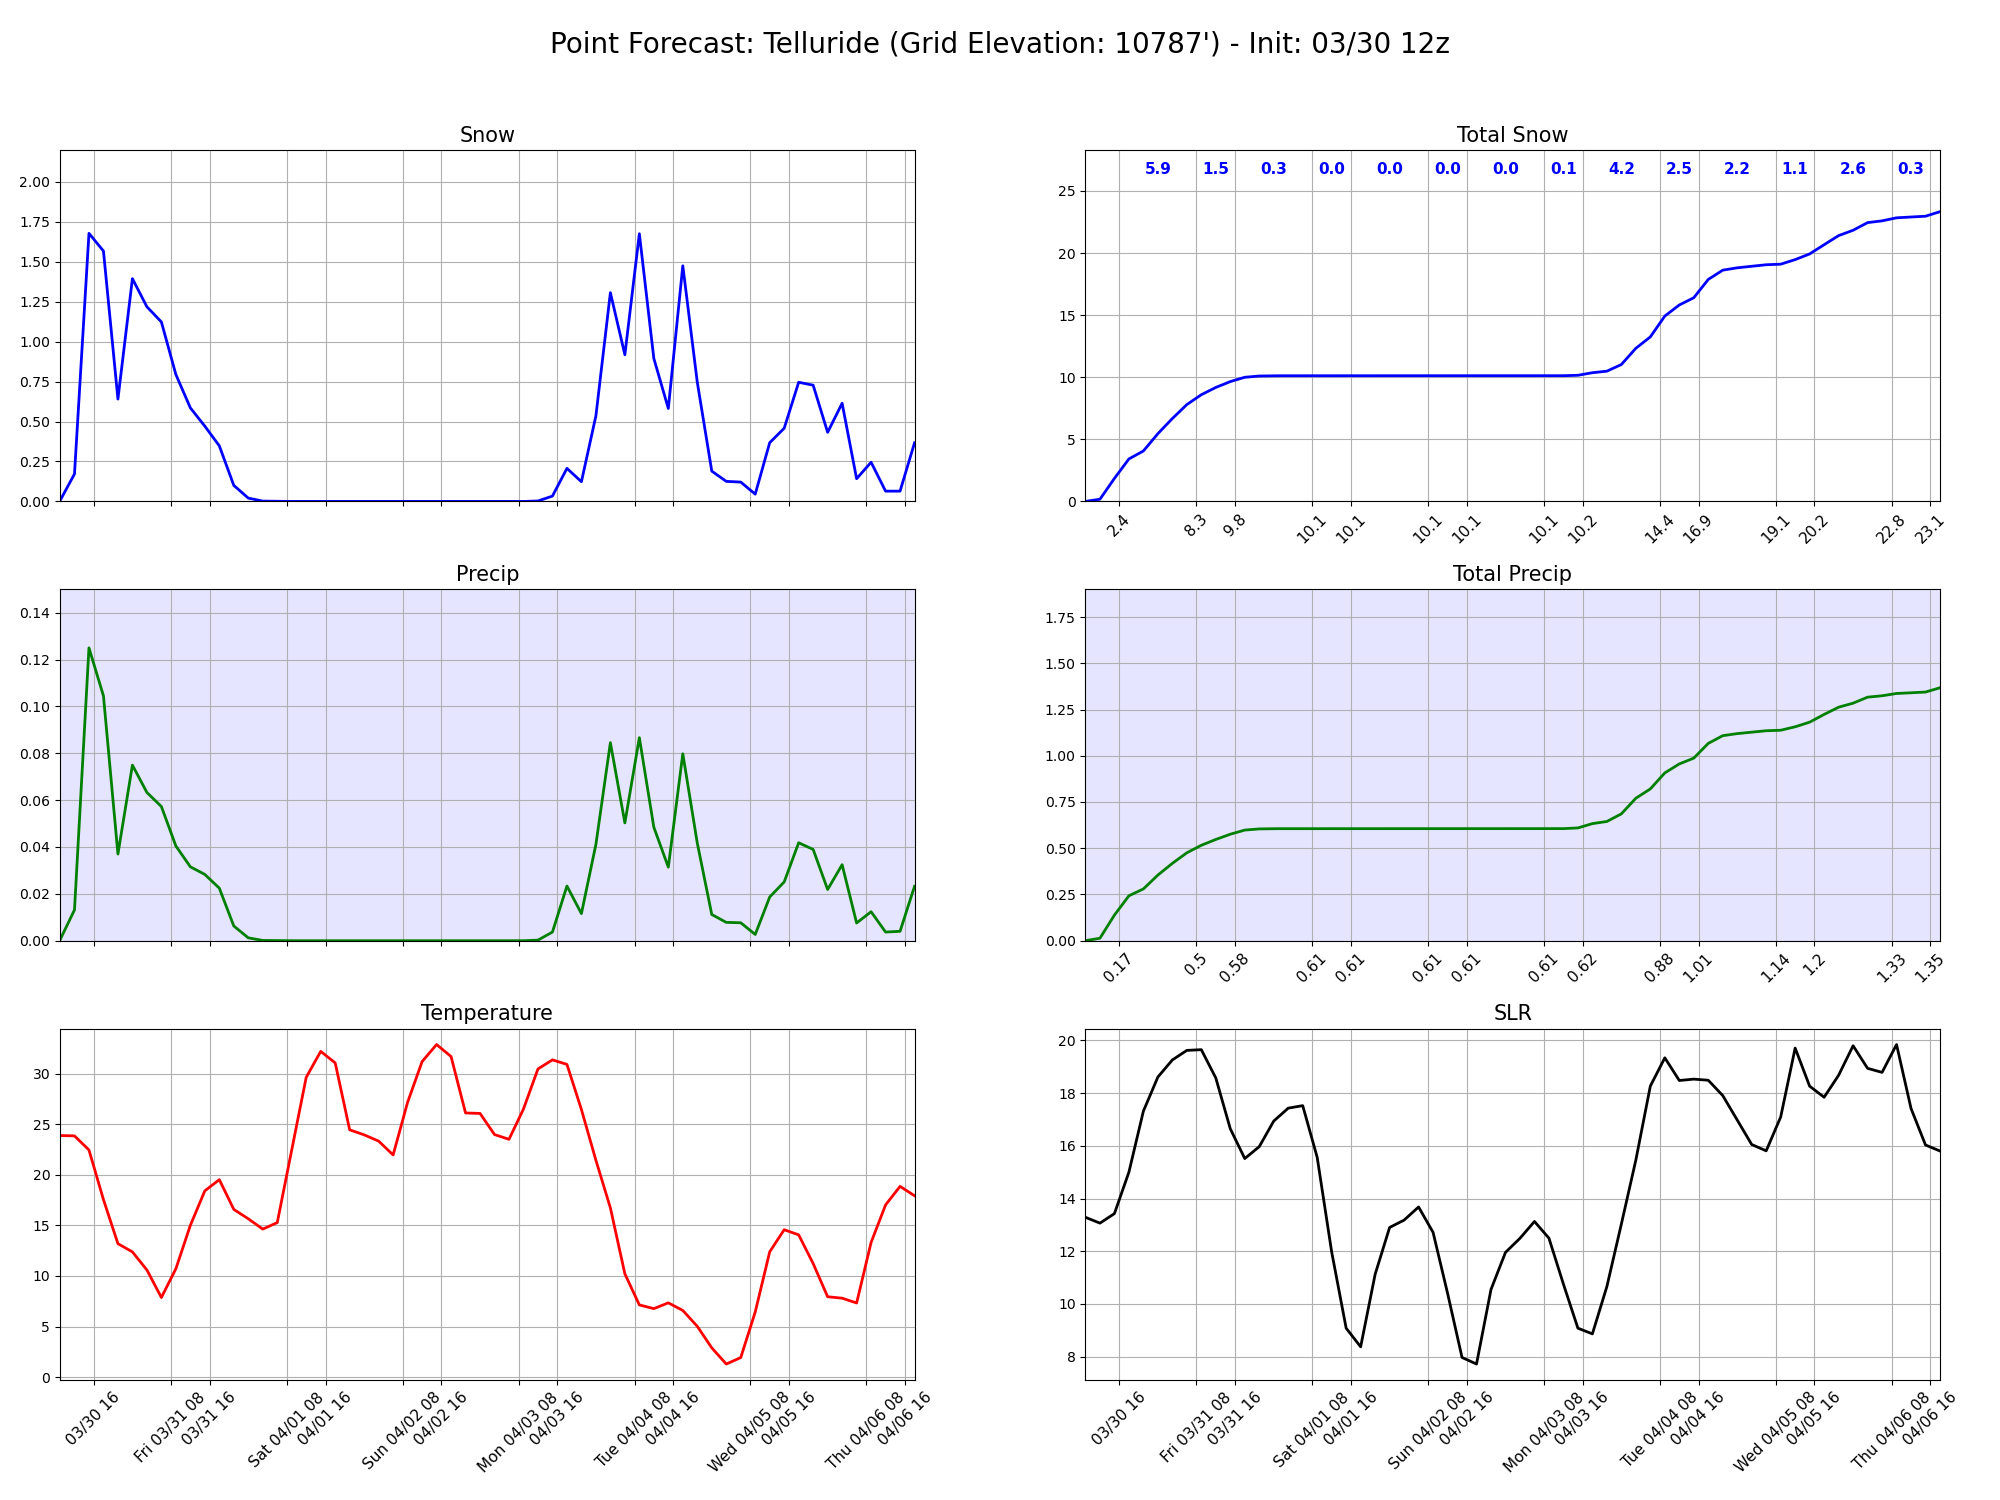 Point Forecast: Telluride (Grid Elevation: 10787') - Init: 03/30 12z
Snow
2.00
1.75
1.50
1.25
1.00
0.75
0.50
0.25
0.00
Total Snow
5.9 1.5 0.3 0.0 0.0 0.0 0.0 0.1 4.2 2.5 2.2 1.1 2.6 0.3
25
20
15
10
5
0
2.4 8.3 9.8 10.1 10.1 10.1 10.1 10.1 10.2 14.4 16.9 19.1 20.2 22.8 23.1
Precip
0.14
0.12
0.10
0.08
0.06
0.04
0.02
0.00
Total Precip
1.75
1.50
1.25
1.00
0.75
0.50
0.25
0.00
0.17 0.5 0.58 0.61 0.61 0.61 0.61 0.61 0.62 0.88 1.01 1.14 1.2 1.33 1.35
Temperature
30
25
20
15
10
5
0
03/30 16
Fri 03/31 08
03/31 16
Sat 04/01 08
04/01 16
Sun 04/02 08
04/02 16
Mon 04/03 08
04/03 16
Tue 04/04 08
04/04 16
Wed 04/05 08
04/05 16
Thu 04/06 08
04/06 16
SLR
20
18
16
14
12
10
8
03/30 16
Fri 03/31 08
03/31 16
Sat 04/01 08
04/01 16
Sun 04/02 08
04/02 16
Mon 04/03 08
04/03 16
Tue 04/04 08
04/04 16
Wed 04/05 08
04/05 16
Thu 04/06 08
04/06 16